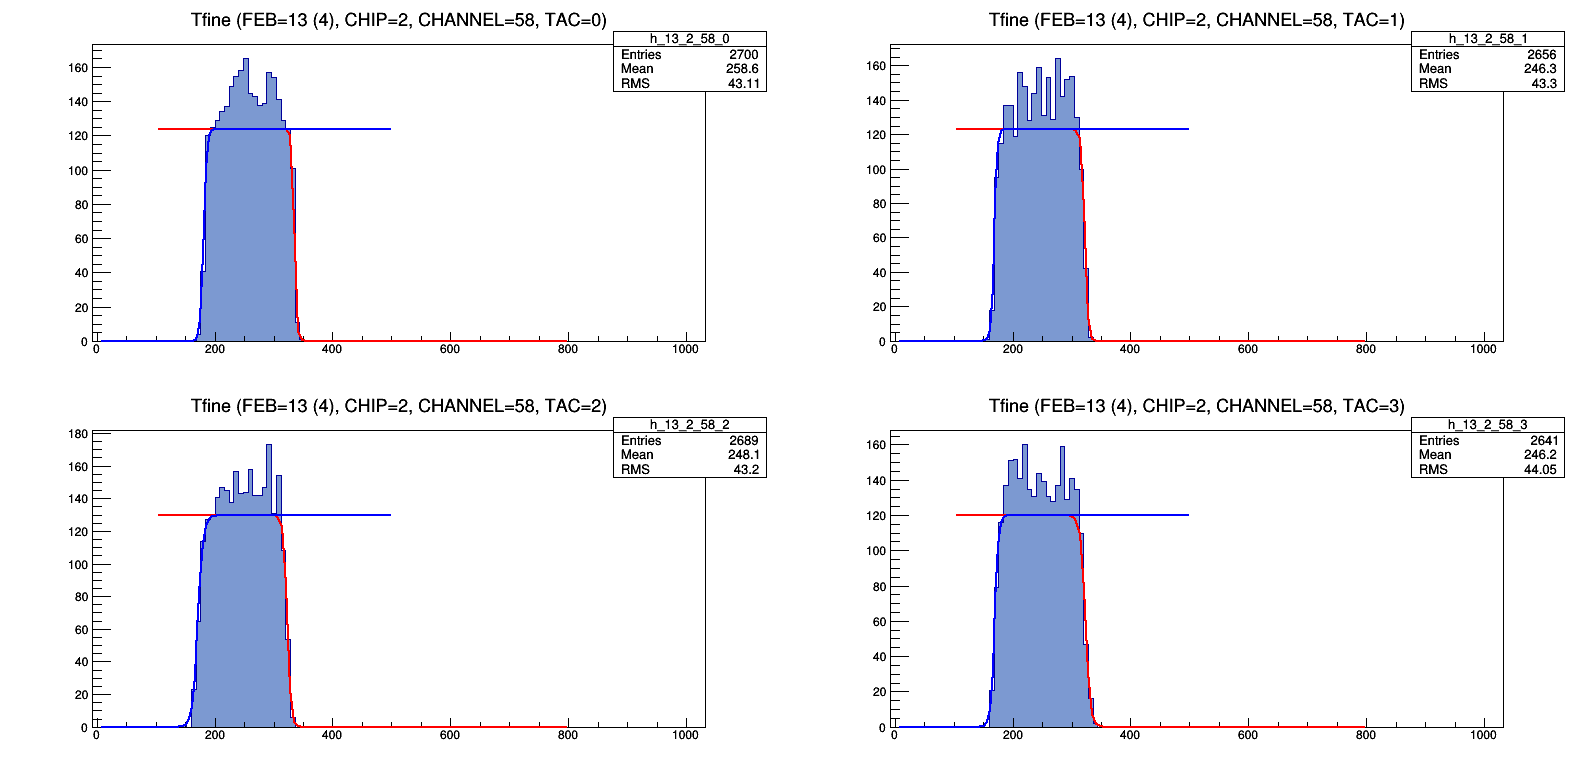 Tfine (FEB=13 (4), CHIP=2, CHANNEL=58, TAC=0)
h_13_2_58_0
Entries 2700
Mean 258.6
RMS 43.11
160
140
120
100
80
60
40
20
0
0 200 400 600 800 1000
Tfine (FEB=13 (4), CHIP=2, CHANNEL=58, TAC=1)
h_13_2_58_1
Entries 2656
Mean 246.3
RMS 43.3
160
140
120
100
80
60
40
20
0
0 200 400 600 800 1000
Tfine (FEB=13 (4), CHIP=2, CHANNEL=58, TAC=2)
h_13_2_58_2
Entries 2689
Mean 248.1
RMS 43.2
180
160
140
120
100
80
60
40
20
0
0 200 400 600 800 1000
Tfine (FEB=13 (4), CHIP=2, CHANNEL=58, TAC=3)
h_13_2_58_3
Entries 2641
Mean 246.2
RMS 44.05
160
140
120
100
80
60
40
20
0
0 200 400 600 800 1000